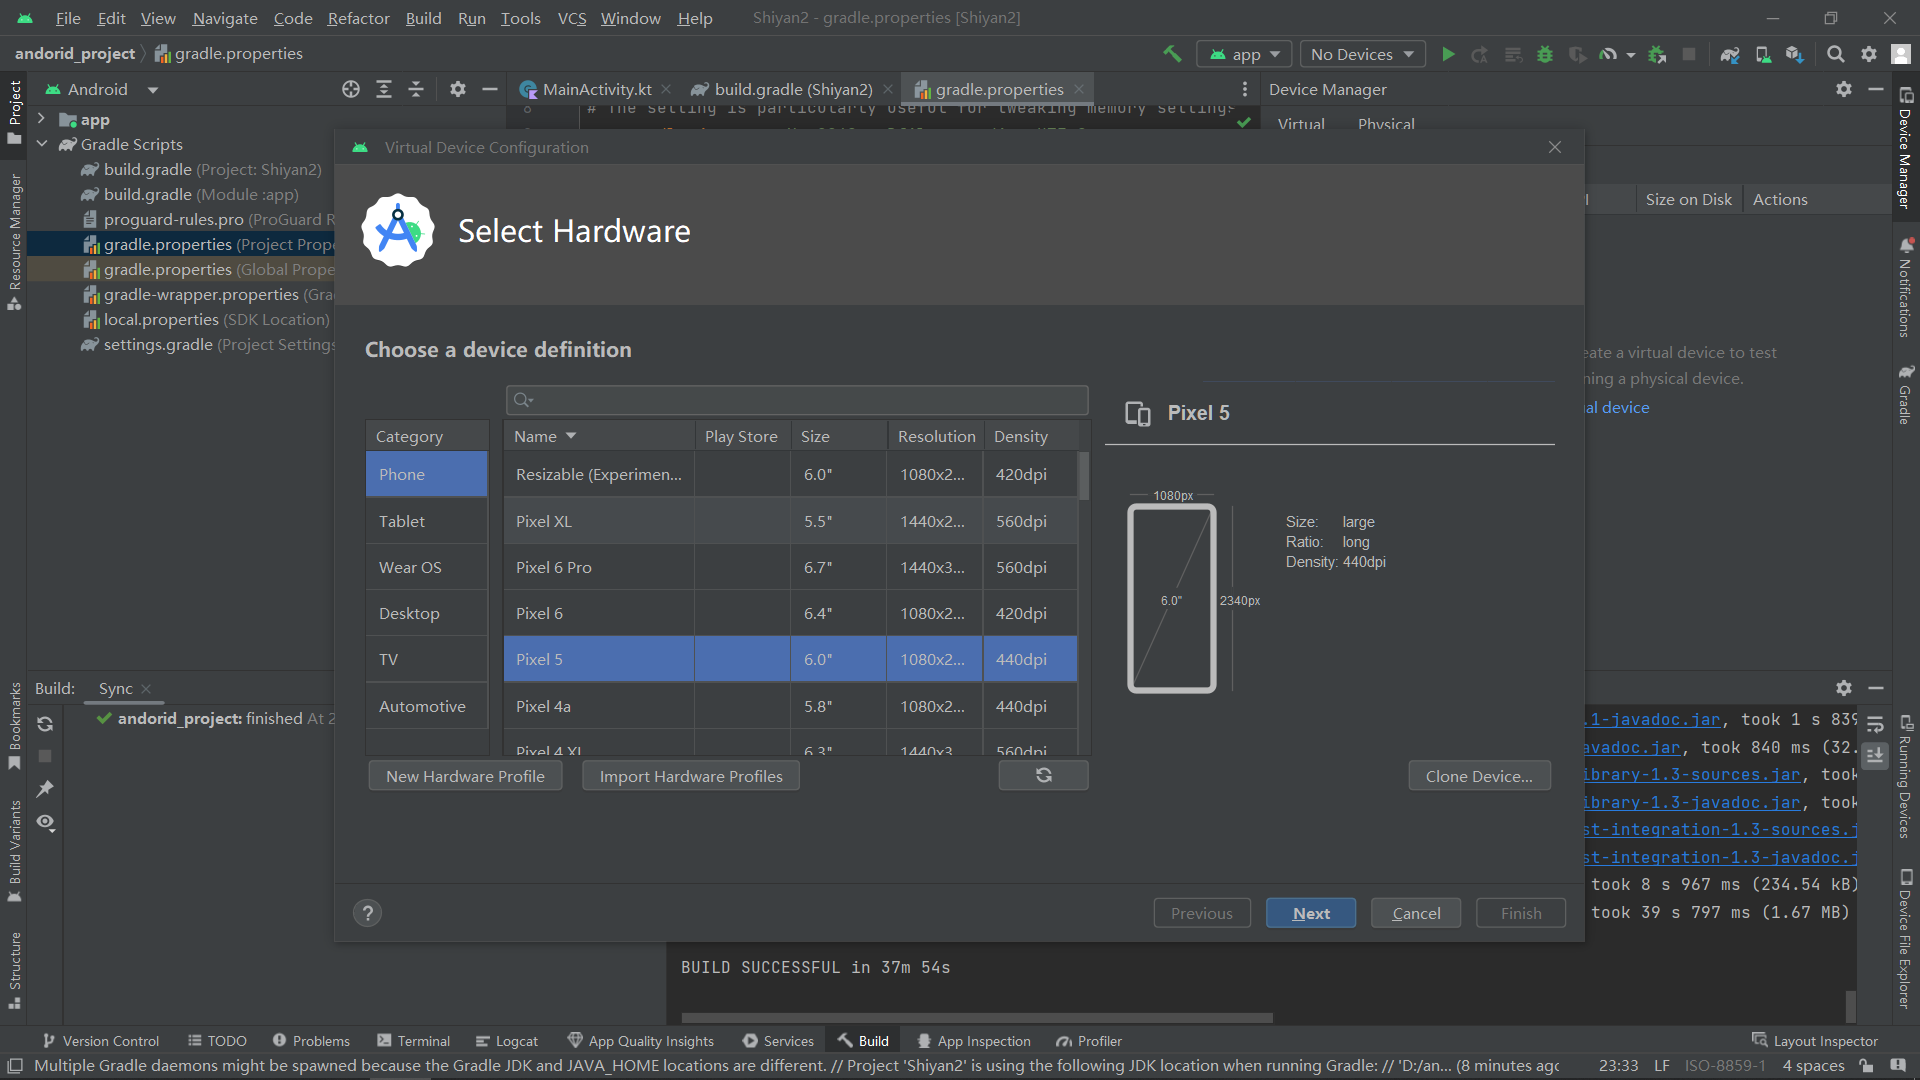 File Edit View Navigate Code Refactor Build Run Tools VCS Window Help Shiyan2 - gradle.properties [Shiyan2]
andorid_project gradle.properties app No Devices
Project Android MainActivity.kt build.gradle (Shiyan2) gradle.properties Device Manager
# The setting is particularly useful for tweaking memory settings
Virtual Physical
app
Gradle Scripts
build.gradle (Project: Shiyan2)
build.gradle (Module :app)
proguard-rules.pro (ProGuard R
gradle.properties (Project Prope
gradle.properties (Global Prope
gradle-wrapper.properties (Gra
local.properties (SDK Location)
settings.gradle (Project Settings
Resource Manager
Virtual Device Configuration
Select Hardware
Size on Disk Actions
eate a virtual device to test
ning a physical device.
al device
Device Manager
Notifications
Gradle
Choose a device definition
Category Name Play Store Size Resolution Density
Phone
Tablet
Wear OS
Desktop
TV
Automotive
Resizable (Experimen... 6.0" 1080x2... 420dpi
Pixel XL 5.5" 1440x2... 560dpi
Pixel 6 Pro 6.7" 1440x3... 560dpi
Pixel 6 6.4" 1080x2... 420dpi
Pixel 5 6.0" 1080x2... 440dpi
Pixel 4a 5.8" 1080x2... 440dpi
Pixel 4 XL 6.3" 1440x3 560dpi
Pixel 5
1080px
6.0"
2340px
Size: large
Ratio: long
Density: 440dpi
New Hardware Profile Import Hardware Profiles Clone Device...
? Previous Next Cancel Finish
Build: Sync
andorid_project: finished At 2
.1-javadoc.jar, took 1 s 839
avadoc.jar, took 840 ms (32.
ibrary-1.3-sources.jar, took
ibrary-1.3-javadoc.jar, took
st-integration-1.3-sources.j
st-integration-1.3-javadoc.j
took 8 s 967 ms (234.54 kB)
took 39 s 797 ms (1.67 MB)
BUILD SUCCESSFUL in 37m 54s
Bookmarks
Build Variants
Structure
Running Devices
Device File Explorer
Version Control TODO Problems Terminal Logcat App Quality Insights Services Build App Inspection Profiler Layout Inspector
Multiple Gradle daemons might be spawned because the Gradle JDK and JAVA_HOME locations are different. // Project 'Shiyan2' is using the following JDK location when running Gradle: // 'D:/an... (8 minutes agc 23:33 LF ISO-8859-1 4 spaces